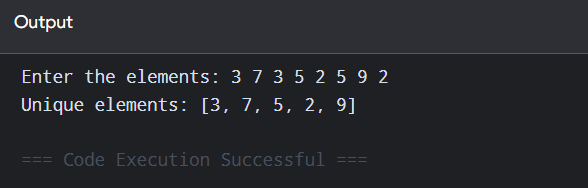 Output
Enter the elements: 3 7 3 5 2 5 9 2
Unique elements: [3, 7, 5, 2, 9]
=== Code Execution Successful ===